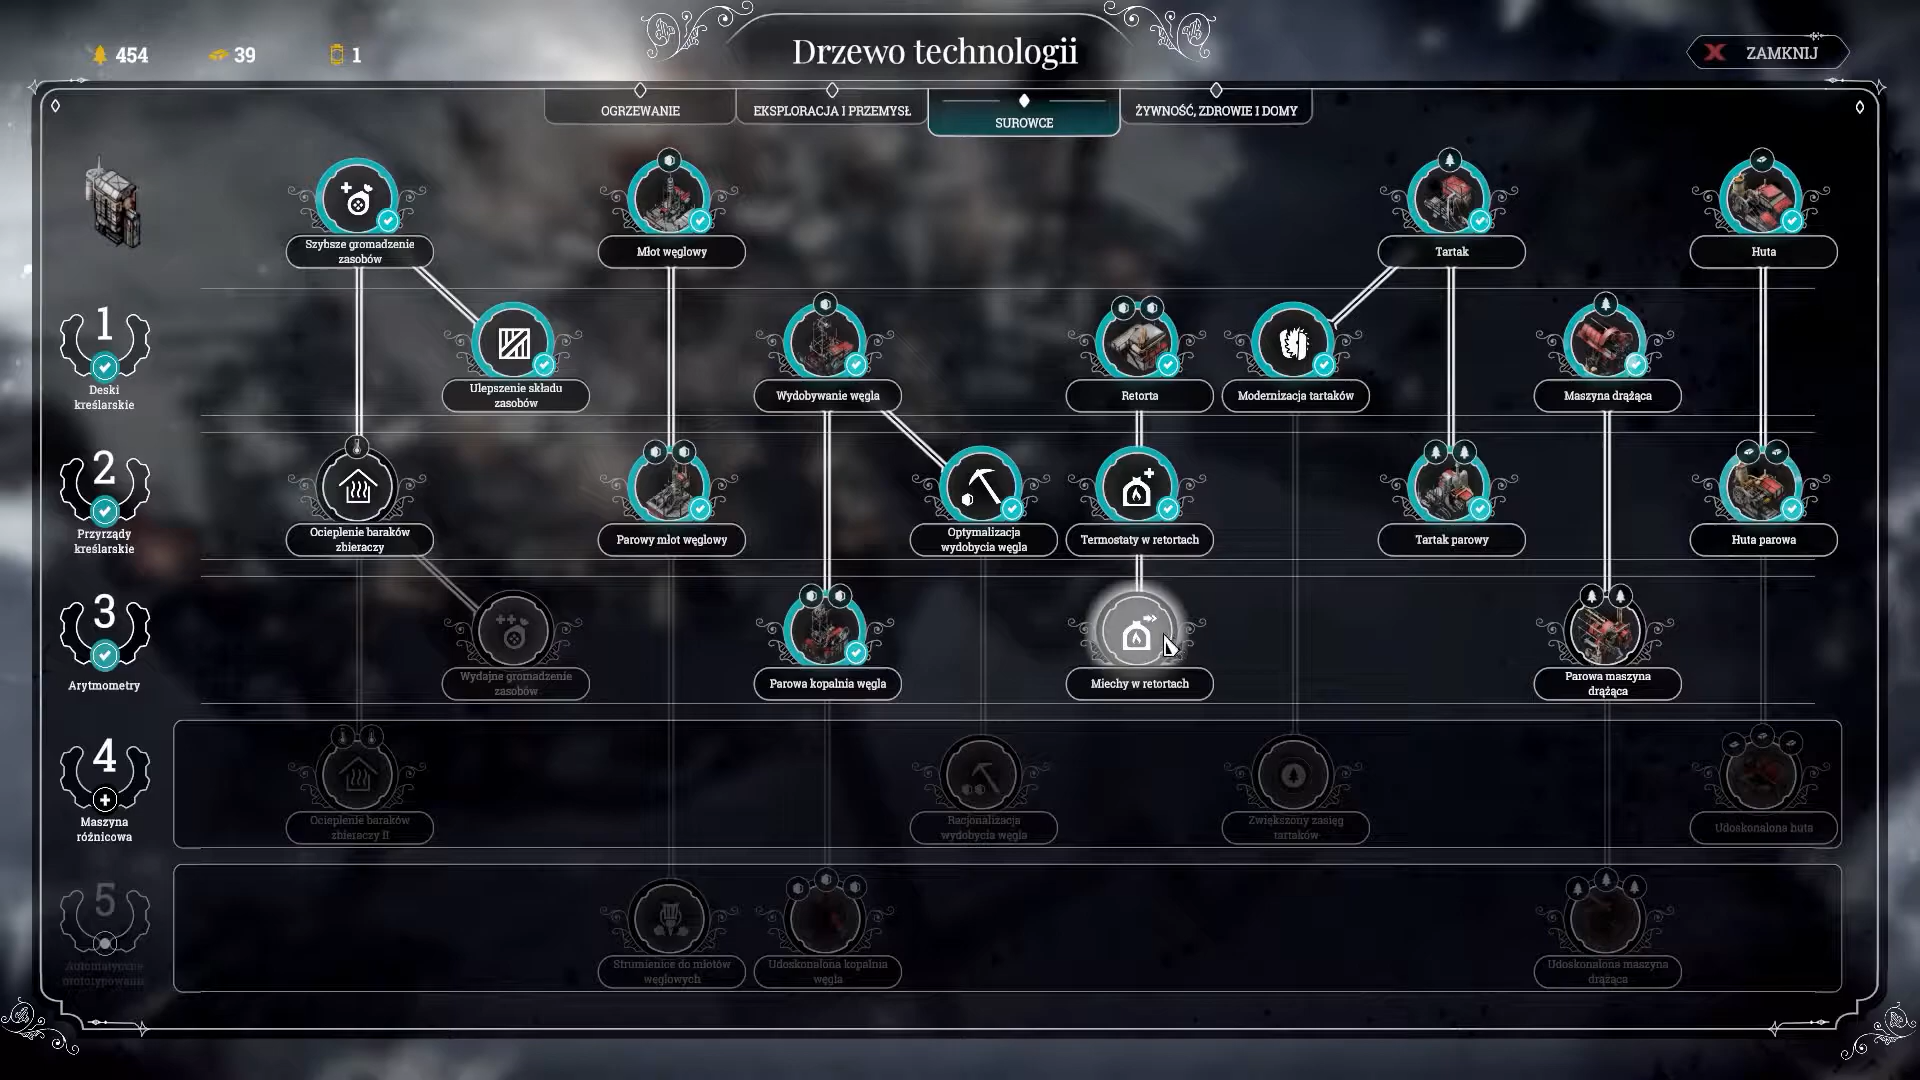 454
39
1
Drzewo technologii
ZAMKNIJ
OGRZEWANIE
EKSPLORACJA I PRZEMYSŁ
SUROWCE
ŻYWNOŚĆ, ZDROWIE I DOMY
Szybsze gromadzenie
zasobów
Młot węglowy
Tartak
Huta
1
Deski
kreślarskie
Ulepszenie składu
zasobów
Wydobywanie węgla
Retorta
Modernizacja tartaków
Maszyna drążąca
2
Przyrządy
kreślarskie
Ocieplenie baraków
zbieraczy
Parowy młot węglowy
Optymalizacja
wydobycia węgla
Termostaty w retortach
Tartak parowy
Huta parowa
3
Arytmometry
Wydajne gromadzenie
zasobów
Parowa kopalnia węgla
Miechy w retortach
Parowa maszyna
drążąca
4
Maszyna
różnicowa
Ocieplenie baraków
zbieraczy II
Racjonalizacja
wydobycia węgla
Zwiększony zasięg
tartaków
Udoskonalona huta
5
Automatyczne
prototypowanie
Strumienice do młotów
węglowych
Udoskonalona kopalnia
węgla
Udoskonalona maszyna
drążąca